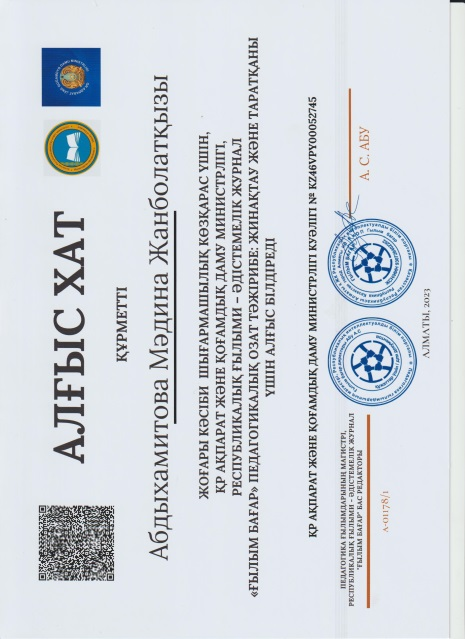 АЛҒЫС ХАТ
ҚҰРМЕТТІ
Абдыхамитова Мәдина Жанболатқызы
ЖОҒАРЫ КӘСІБИ ШЫҒАРМАШЫЛЫҚ КӨЗҚАРАС ҮШІН,
ҚР АҚПАРАТ ЖӘНЕ ҚОҒАМДЫҚ ДАМУ МИНИСТРЛІГІ,
РЕСПУБЛИКАЛЫҚ ҒЫЛЫМИ – ӘДІСТЕМЕЛІК ЖУРНАЛ
«ҒЫЛЫМ БАҒАР» ПЕДАГОГИКАЛЫҚ ОЗАТ ТӘЖІРИБЕ: ЖИНАҚТАУ ЖӘНЕ ТАРАТҚАНЫ
ҮШІН АЛҒЫС БІЛДІРЕДІ
ҚР АҚПАРАТ ЖӘНЕ ҚОҒАМДЫҚ ДАМУ МИНИСТРЛІГІ КУӘЛІГІ № KZ46VPY00052745
ПЕДАГОГИКА ҒЫЛЫМДАРЫНЫҢ МАГИСТРІ,
РЕСПУБЛИКАЛЫҚ ҒЫЛЫМИ – ӘДІСТЕМЕЛІК ЖУРНАЛ
"ҒЫЛЫМ БАҒАР" БАС РЕДАКТОРЫ
А. С. АБУ
А-01178/1
АЛМАТЫ, 2023